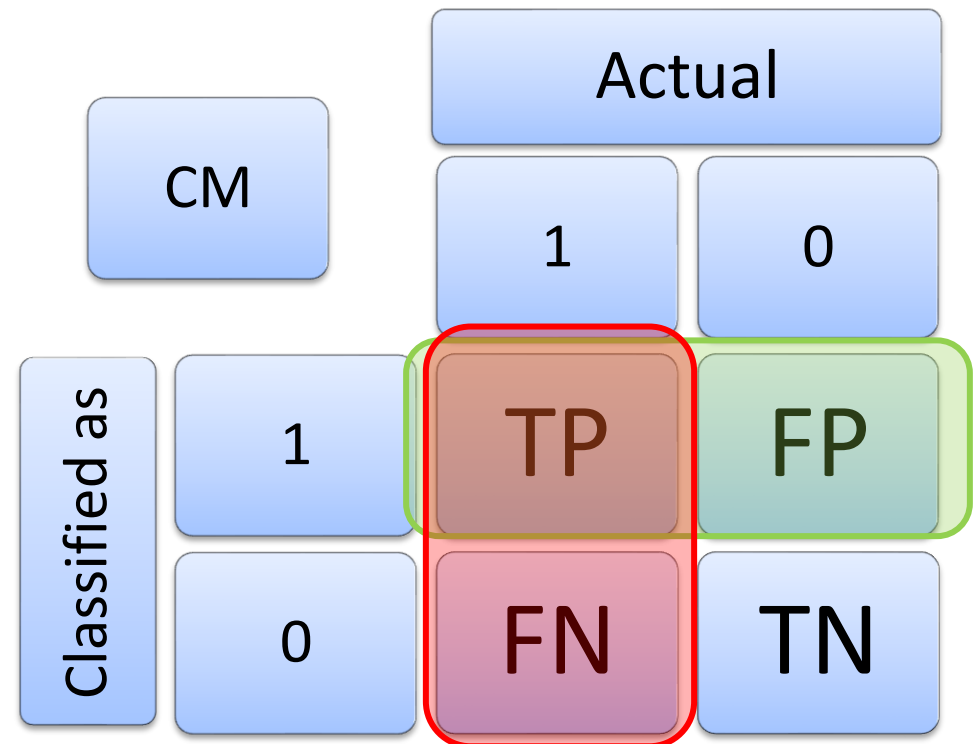 Actual
CM
1 0
Classified as
1 TP FP
0 FN TN